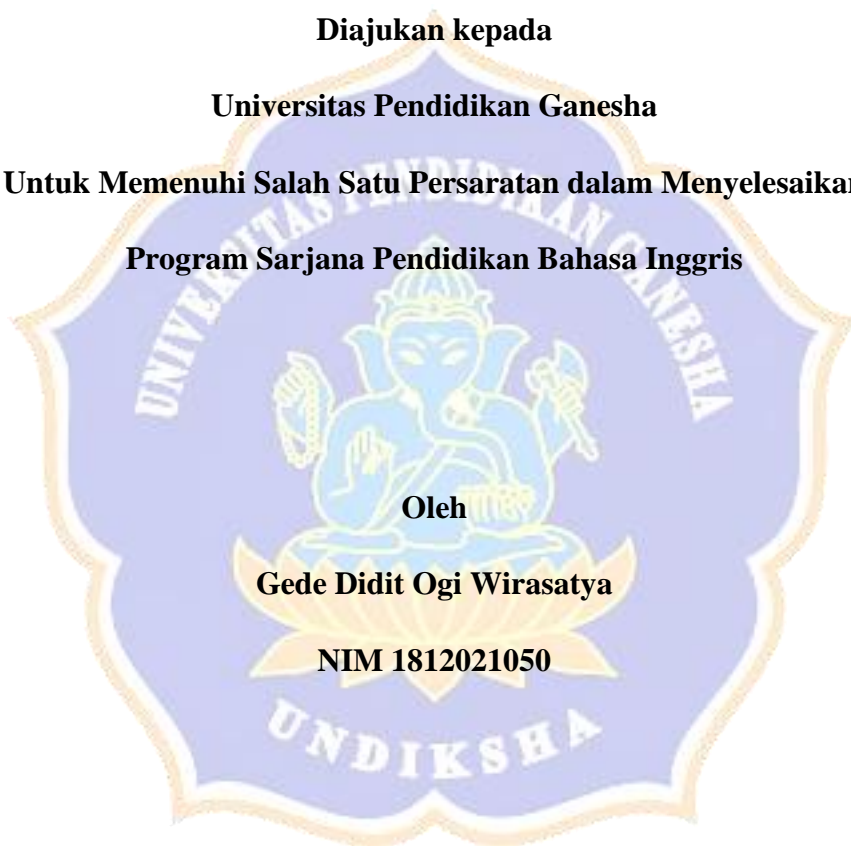 Diajukan kepada
Universitas Pendidikan Ganesha
Untuk Memenuhi Salah Satu Persaratan dalam Menyelesaikan
Program Sarjana Pendidikan Bahasa Inggris
UNIVERSITAS PENDIDIKAN GANESHA
Oleh
Gede Didit Ogi Wirasatya
NIM 1812021050
UNDIKSHA